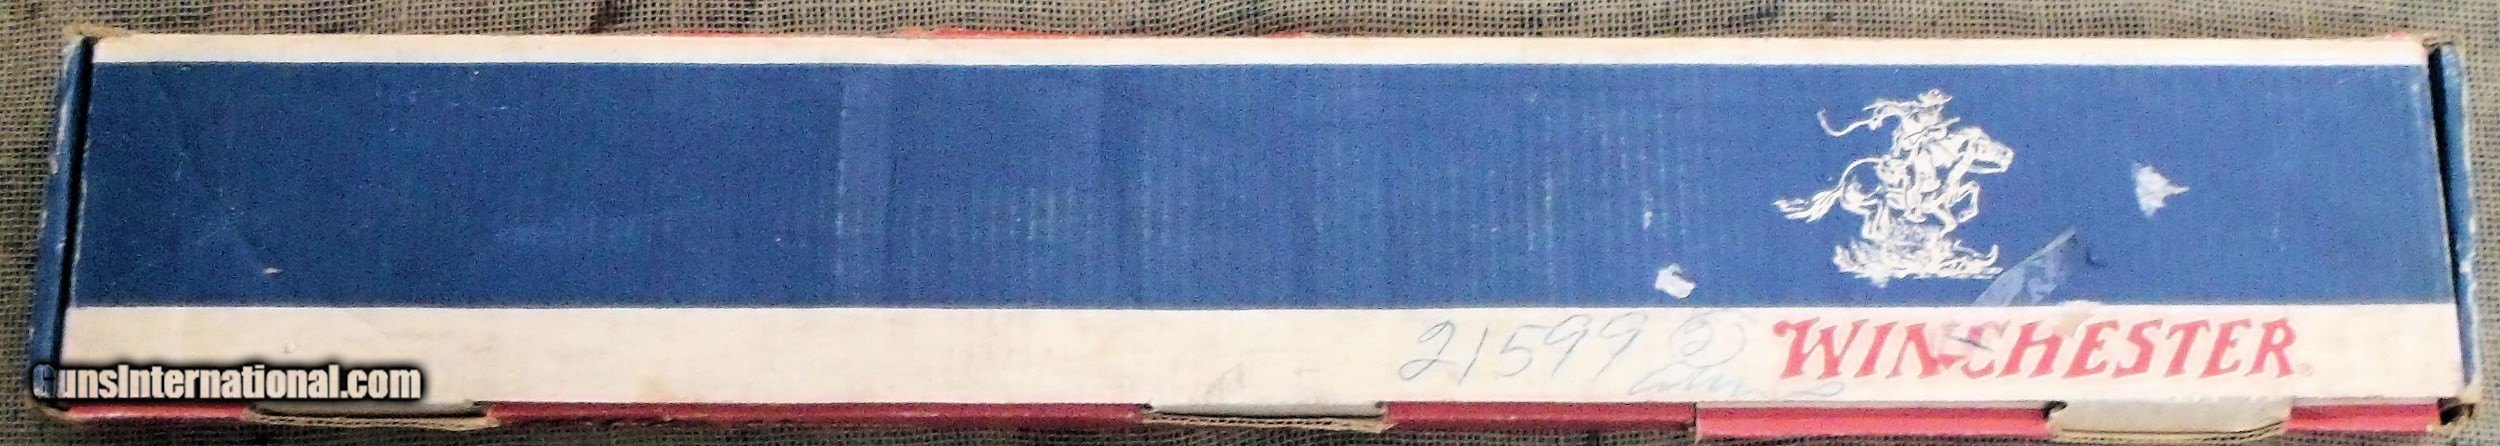 21599
WINCHESTER
GunsInternational.com